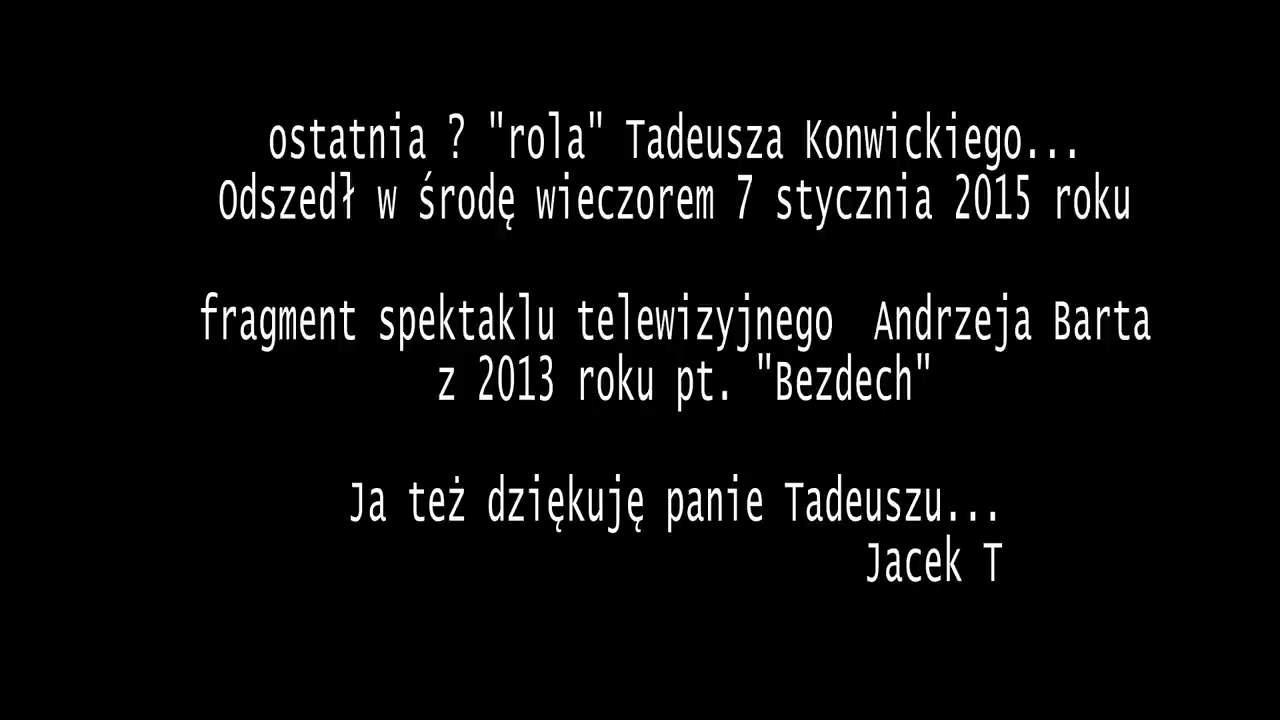 ostatnia ? "rola" Tadeusza Konwickiego...
Odszedł w środę wieczorem 7 stycznia 2015 roku
fragment spektaklu telewizyjnego  Andrzeja Barta
z 2013 roku pt. "Bezdech"
Ja też dziękuję panie Tadeuszu...
Jacek T